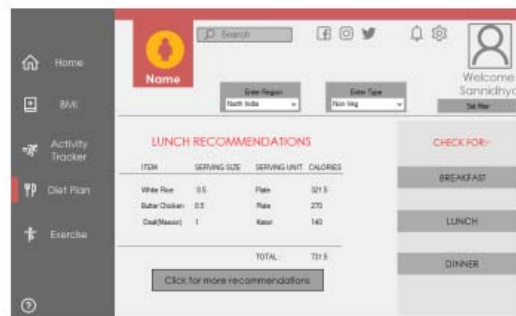 Search
Home
Name
Welcome
Sannidhya
BMI
Enter Region
Enter Type
North India
Non-Veg
Set filter
Activity
Tracker
LUNCH RECOMMENDATIONS
CHECK FOR:-
ITEM SERVING SIZE SERVING UNIT CALORIES
BREAKFAST
Diet Plan
White Rice 0.5 Plate 321.5
Butter Chicken 0.5 Plate 270
Daal(Masoor) 1 Katori 140
LUNCH
Exercise
TOTAL: 731.5
DINNER
Click for more recommendations